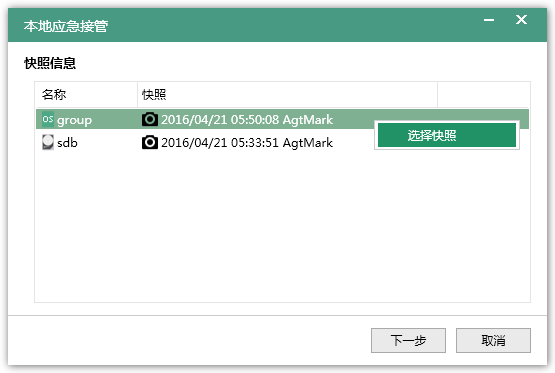 本地应急接管
快照信息
名称 快照
OS group 2016/04/21 05:50:08 AgtMark
选择快照
sdb 2016/04/21 05:33:51 AgtMark
下一步 取消